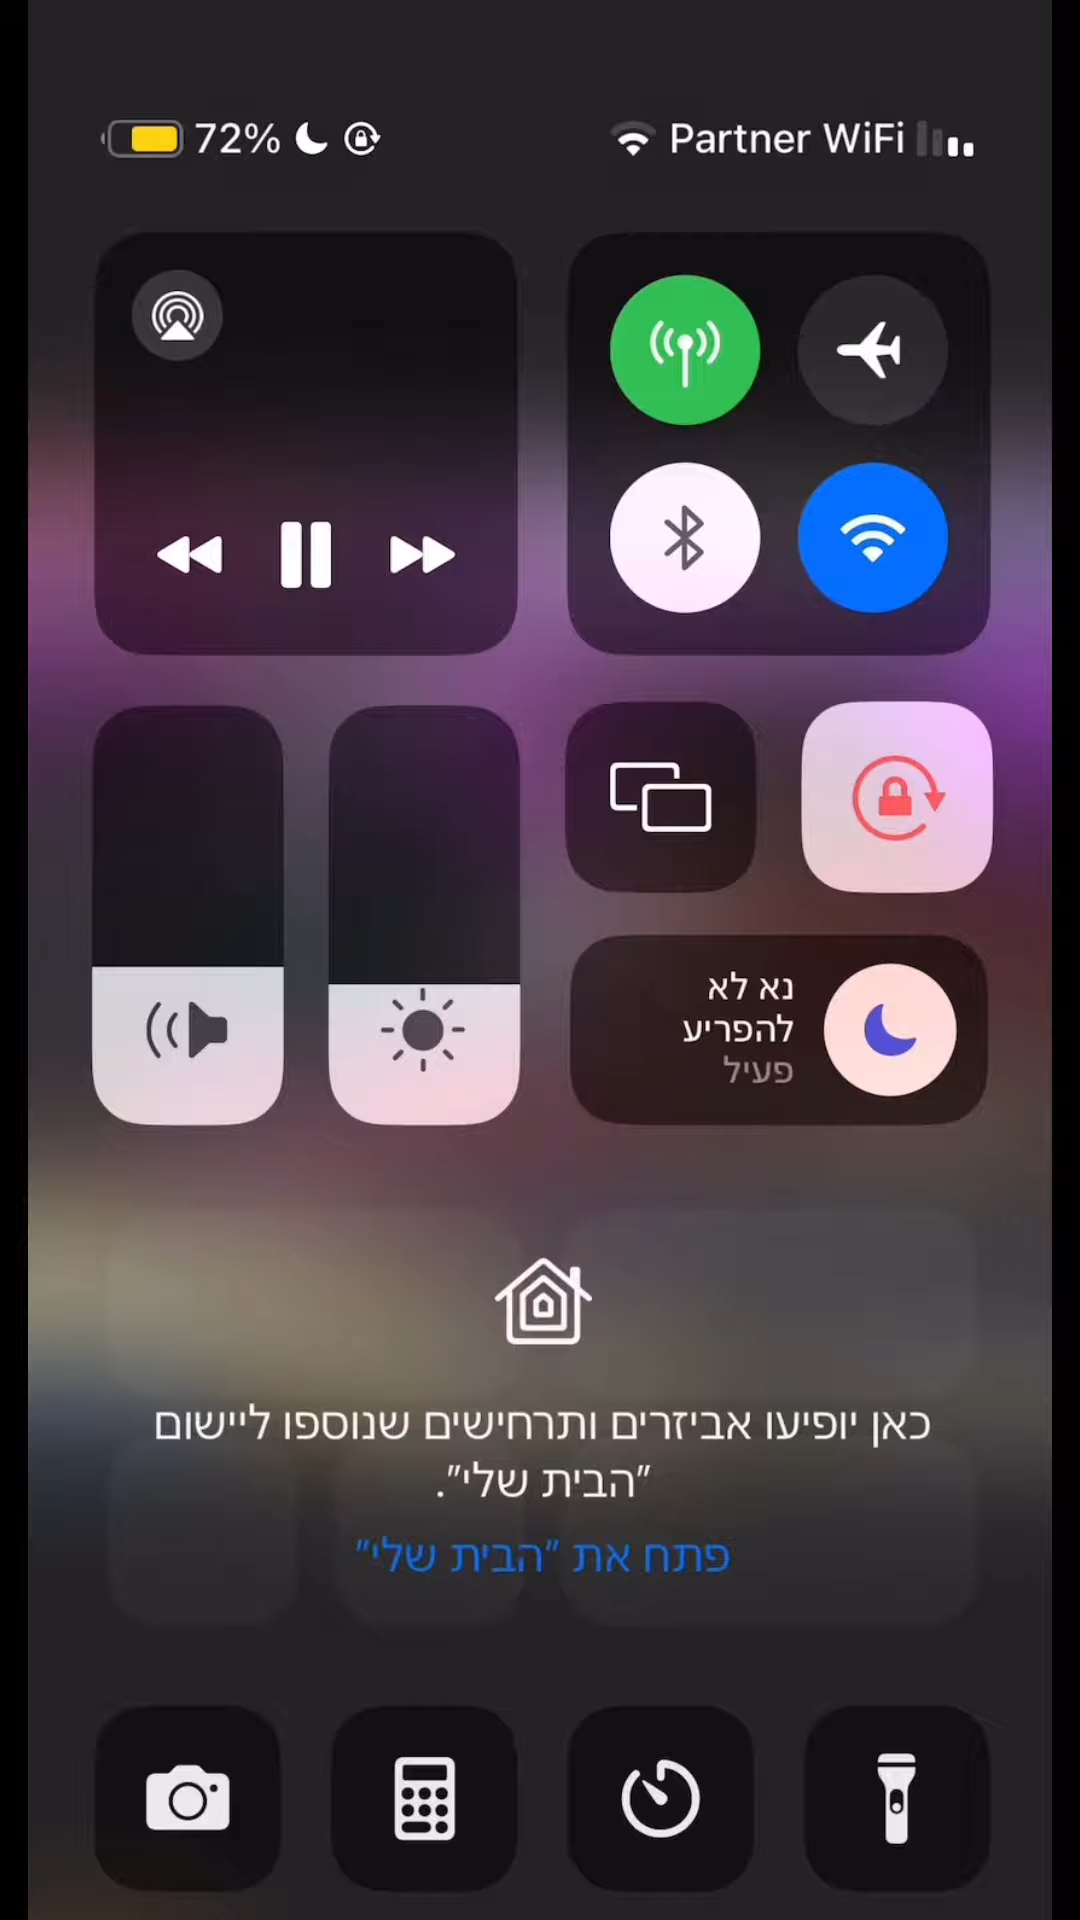 Partner WiFi 72%
נא לא
להפריע
פעיל
כאן יופיעו אביזרים ותרחישים שנוספו ליישום
"הבית שלי".
פתח את "הבית שלי"